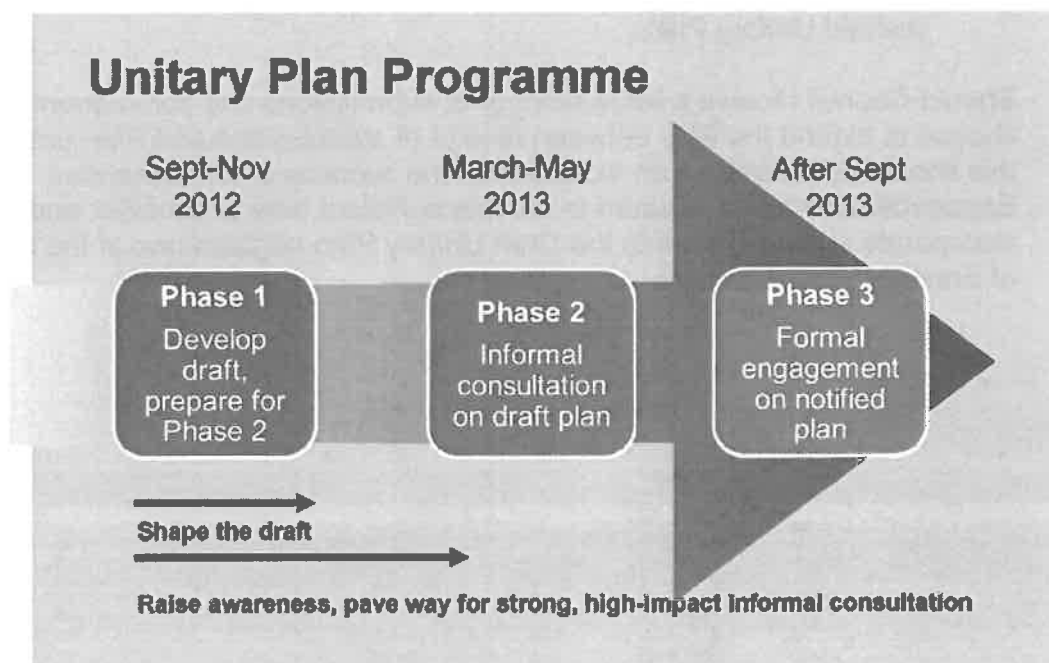 Unitary Plan Programme
Sept-Nov
2012
March-May
2013
After Sept
2013
Phase 1
Develop
draft,
prepare for
Phase 2
Phase 2
Informal
consultation
on draft plan
Phase 3
Formal
engagement
on notified
plan
Shape the draft
Raise awareness, pave way for strong, high-impact informal consultation